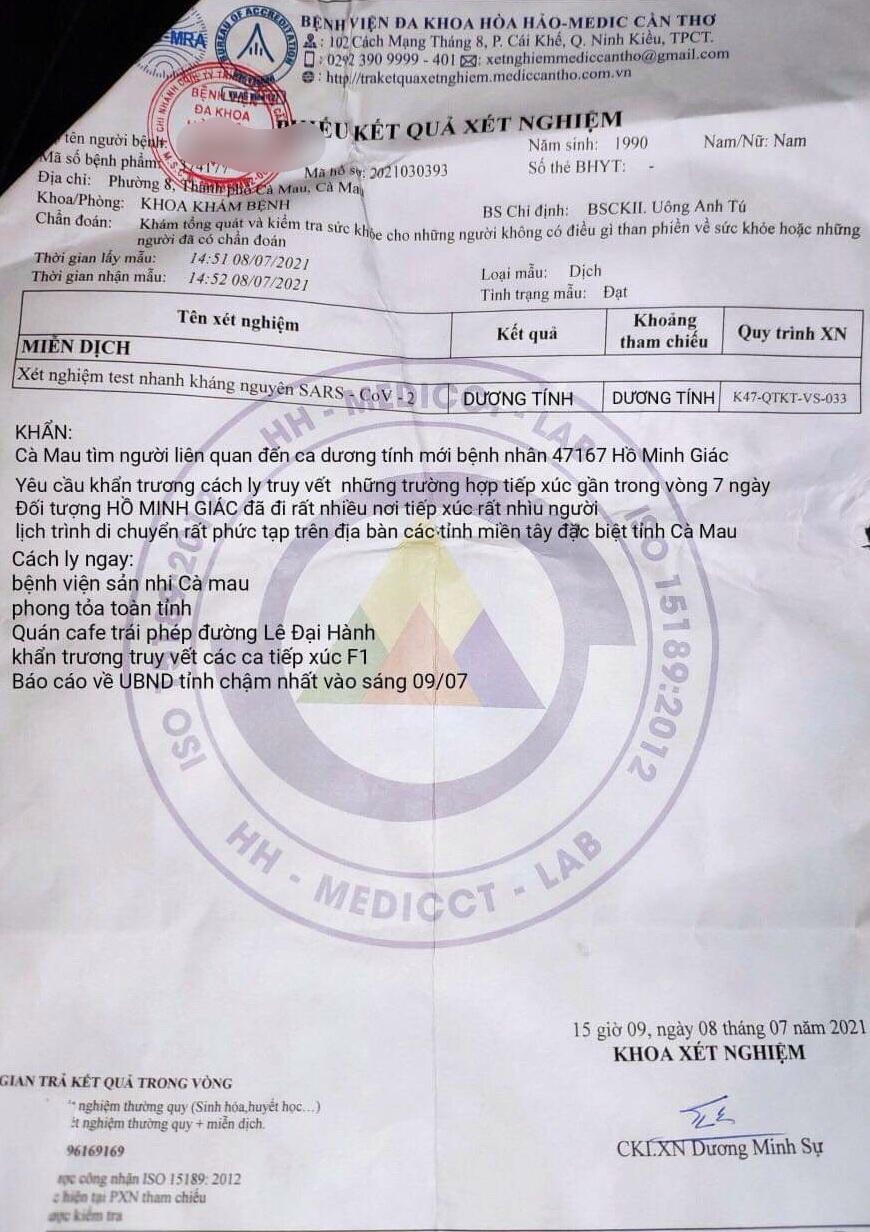 MRA
BUREAU OF ACCREDITATION
BỆNH VIỆN ĐA KHOA HÒA HẢO-MEDIC CẦN THƠ
: 102 Cách Mạng Tháng 8, P. Cái Khế, Q. Ninh Kiều, TPCT.
: 0292 390 9999 - 401 : xetnghiemmediccantho@gmail.com
: http://traketquaxetnghiem.mediccantho.com.vn
BỆNH VIỆN
ĐA KHOA
KẾT QUẢ XÉT NGHIỆM
tên người bệnh: Năm sinh: 1990 Nam/Nữ: Nam
Mã số bệnh phẩm: Mã hồ sơ: 2021030393 Số thẻ BHYT: -
Địa chỉ: Phường 8, Thành phố Cà Mau, Cà Mau
Khoa/Phòng: KHOA KHÁM BỆNH BS Chỉ định: BSCKII. Uông Anh Tú
Chẩn đoán: Khám tổng quát và kiểm tra sức khỏe cho những người không có điều gì than phiền về sức khỏe hoặc những
người đã có chẩn đoán
Thời gian lấy mẫu: 14:51 08/07/2021 Loại mẫu: Dịch
Thời gian nhận mẫu: 14:52 08/07/2021 Tình trạng mẫu: Đạt
Tên xét nghiệm Kết quả Khoảng tham chiếu Quy trình XN
MIỄN DỊCH
Xét nghiệm test nhanh kháng nguyên SARS - CoV - 2 DƯƠNG TÍNH DƯƠNG TÍNH K47-QTKT-VS-033
KHẨN:
Cà Mau tìm người liên quan đến ca dương tính mới bệnh nhân 47167 Hồ Minh Giác
Yêu cầu khẩn trương cách ly truy vết những trường hợp tiếp xúc gần trong vòng 7 ngày
Đối tượng HỒ MINH GIÁC đã đi rất nhiều nơi tiếp xúc rất nhìu người
lịch trình di chuyển rất phức tạp trên địa bàn các tỉnh miền tây đặc biệt tỉnh Cà Mau
Cách ly ngay:
bệnh viện sản nhi Cà mau
phong tỏa toàn tỉnh
Quán cafe trái phép đường Lê Đại Hành
khẩn trương truy vết các ca tiếp xúc F1
Báo cáo về UBND tỉnh chậm nhất vào sáng 09/07
HH - MEDICCT - LAB
ISO 15189:2012
ISO 15189:2012
HH - MEDICCT - LAB
15 giờ 09, ngày 08 tháng 07 năm 2021
KHOA XÉT NGHIỆM
CKI.XN Dương Minh Sự
GIAN TRẢ KẾT QUẢ TRONG VÒNG
nghiệm thường quy (Sinh hóa,huyết học…)
nghiệm thường quy + miễn dịch.
96169169
công nhận ISO 15189: 2012
hiện tại PXN tham chiếu
kiểm tra